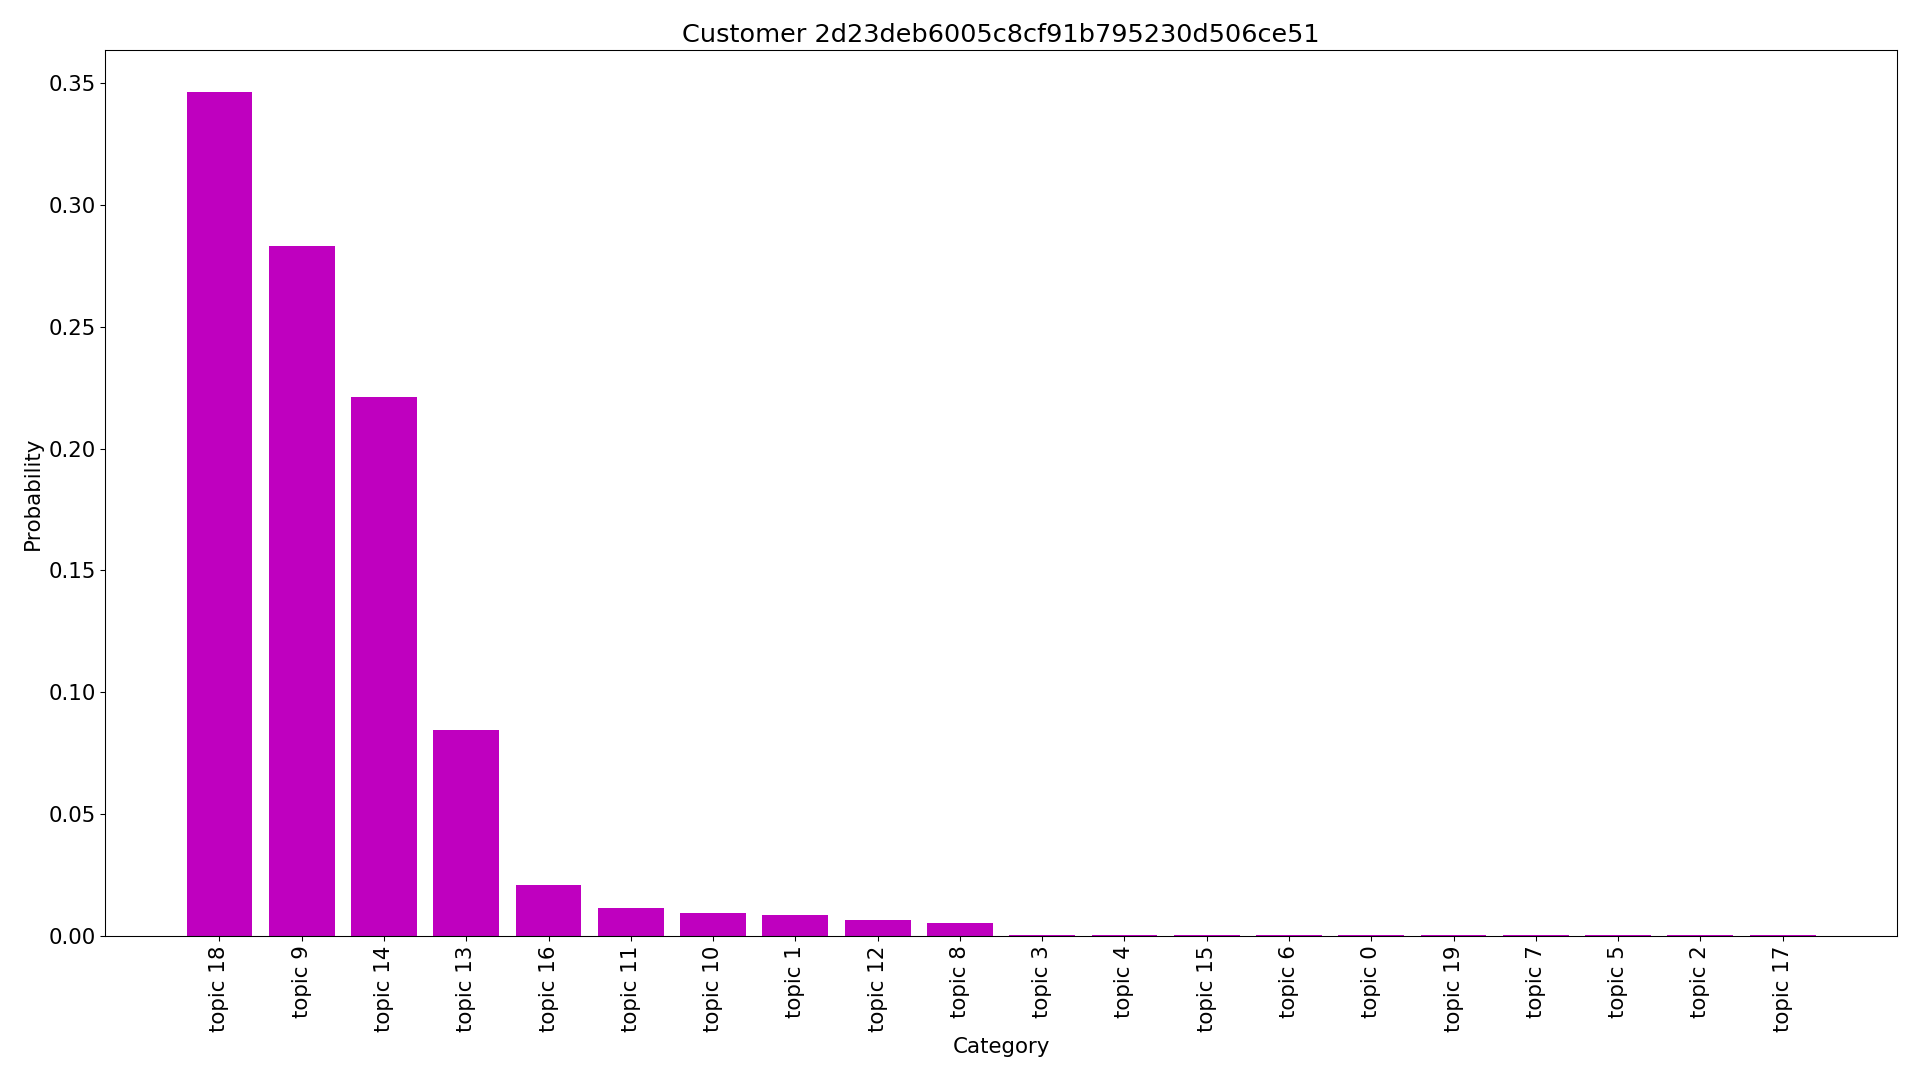 Customer 2d23deb6005c8cf91b795230d506ce51
0.35
0.30
0.25
0.20
0.15
0.10
0.05
0.00
Probability
topic 18
topic 9
topic 14
topic 13
topic 16
topic 11
topic 10
topic 1
topic 12
topic 8
topic 3
topic 4
topic 15
topic 6
topic 0
topic 19
topic 7
topic 5
topic 2
topic 17
Category